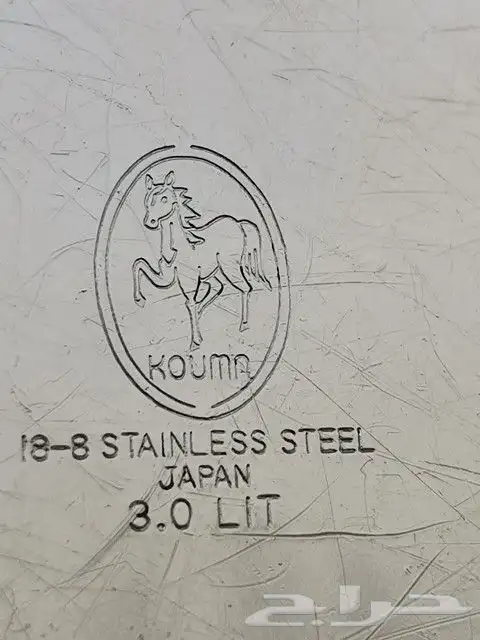 KOUMA
18-8 STAINLESS STEEL
JAPAN
3.0 LIT
حراج